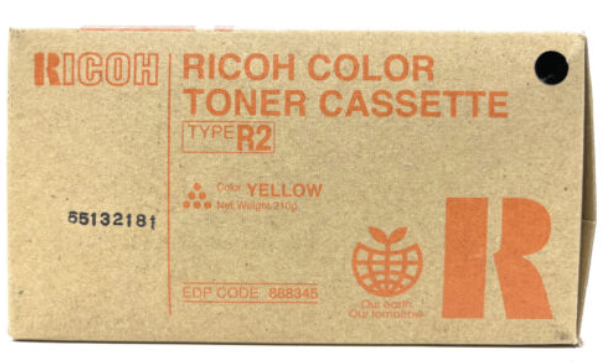 RICOH
RICOH COLOR
TONER CASSETTE
TYPE R2
Color YELLOW
Net Weight 210g
55132181
EDP CODE 888345
Our earth
Our tomorrow
R